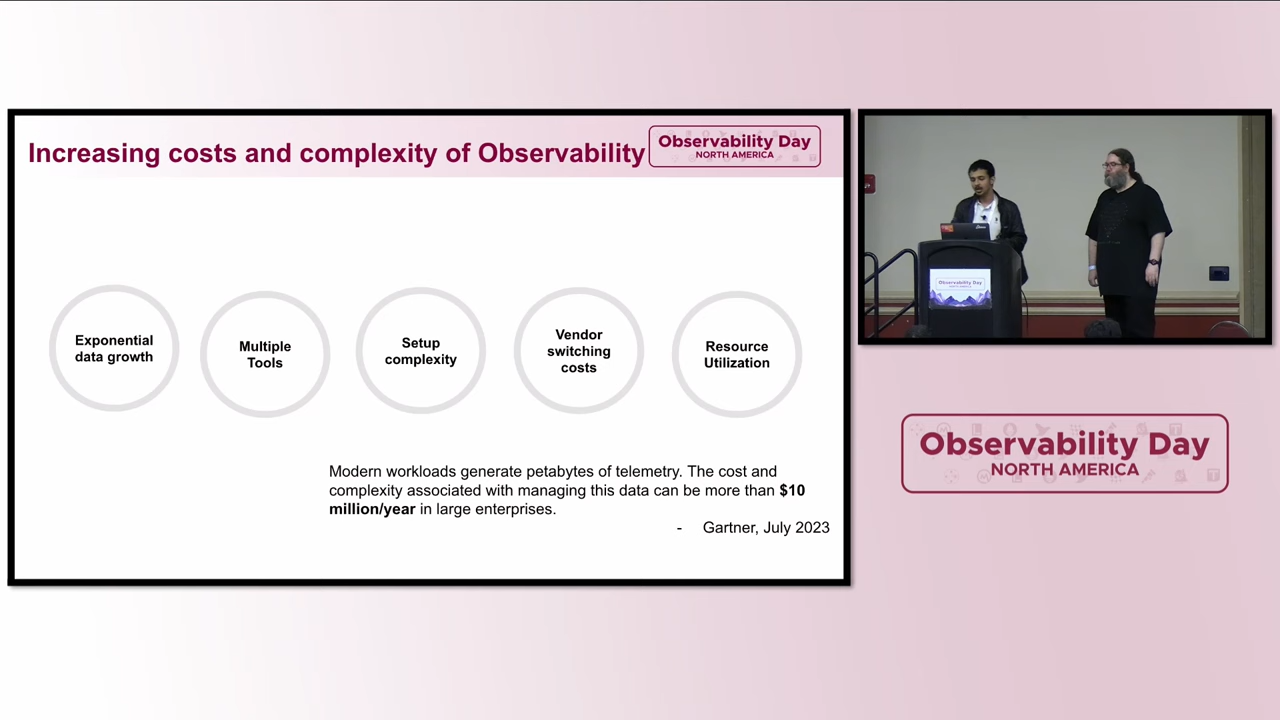 Increasing costs and complexity of Observability
Observability Day
NORTH AMERICA
Exponential
data growth
Multiple
Tools
Setup
complexity
Vendor
switching
costs
Resource
Utilization
Modern workloads generate petabytes of telemetry. The cost and
complexity associated with managing this data can be more than $10
million/year in large enterprises.
- Gartner, July 2023
Observability Day
Observability Day
NORTH AMERICA